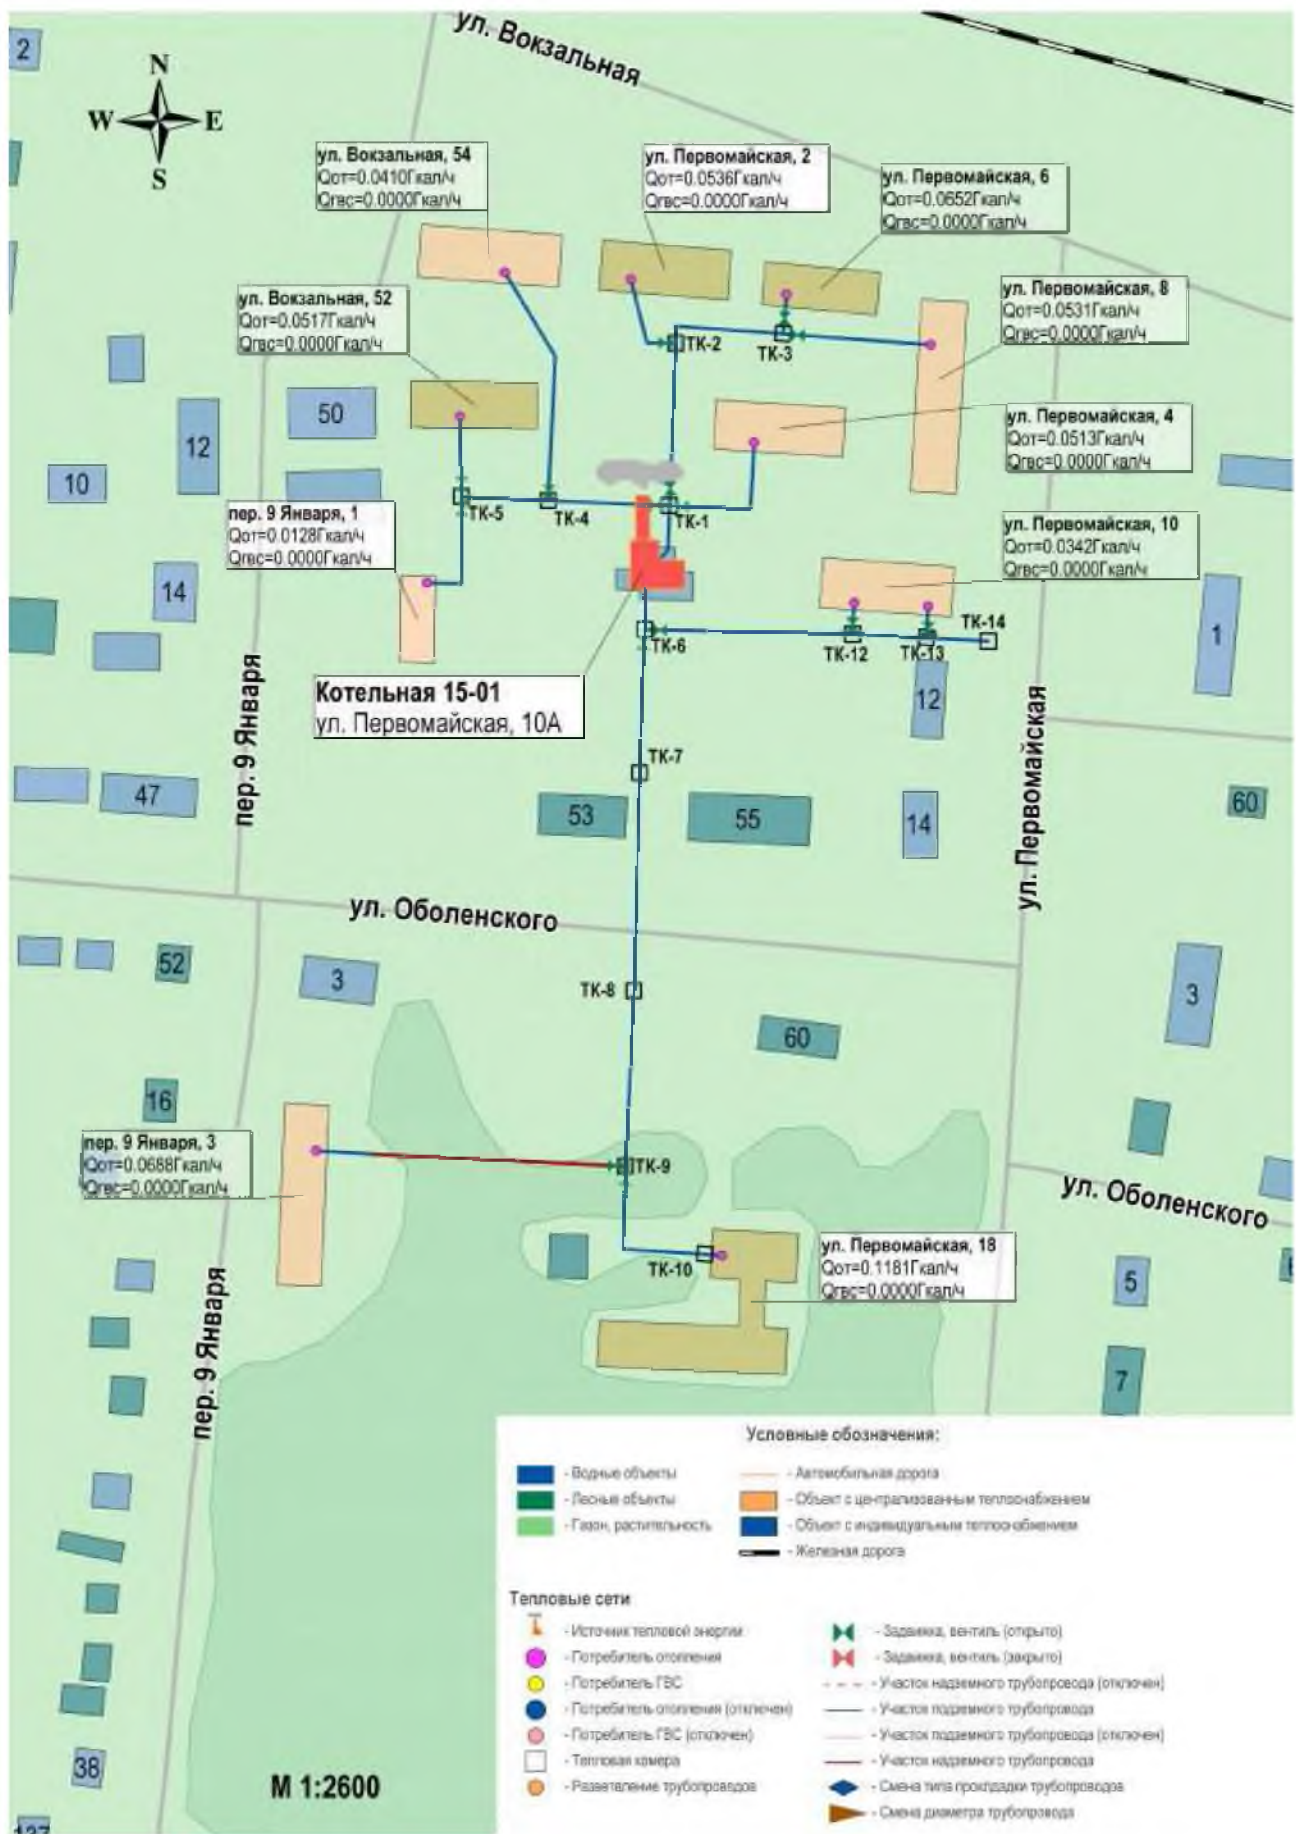 ул. Вокзальная
2
N
W E
S
ул. Вокзальная, 54
Qот=0.0410Гкал/ч
Qгвс=0.0000Гкал/ч
ул. Первомайская, 2
Qот=0.0536Гкал/ч
Qгвс=0.0000Гкал/ч
ул. Первомайская, 6
Qот=0.0652Гкал/ч
Qгвс=0.0000Гкал/ч
ул. Вокзальная, 52
Qот=0.0517Гкал/ч
Qгвс=0.0000Гкал/ч
ул. Первомайская, 8
Qот=0.0531Гкал/ч
Qгвс=0.0000Гкал/ч
ТК-2
ТК-3
ул. Первомайская, 4
Qот=0.0513Гкал/ч
Qгвс=0.0000Гкал/ч
50
12
10
ТК-5
ТК-4
ТК-1
пер. 9 Января, 1
Qот=0.0128Гкал/ч
Qгвс=0.0000Гкал/ч
ул. Первомайская, 10
Qот=0.0342Гкал/ч
Qгвс=0.0000Гкал/ч
14
1
ТК-14
ТК-6
ТК-12
ТК-13
12
Котельная 15-01
ул. Первомайская, 10А
пер. 9 Января
ул. Первомайская
ТК-7
47
53
55
14
60
ул. Оболенского
52
3
ТК-8
3
60
16
пер. 9 Января, 3
Qот=0.0688Гкал/ч
Qгвс=0.0000Гкал/ч
ТК-9
ул. Оболенского
ТК-10
ул. Первомайская, 18
Qот=0.1181Гкал/ч
Qгвс=0.0000Гкал/ч
5
7
пер. 9 Января
38
М 1:2600
Условные обозначения:
- Водные объекты
- Лесные объекты
- Газон, растительность
- Автомобильная дорога
- Объект с централизованным теплоснабжением
- Объект с индивидуальным теплоснабжением
- Железная дорога
Тепловые сети
- Источник тепловой энергии
- Потребитель отопления
- Потребитель ГВС
- Потребитель отопления (отключен)
- Потребитель ГВС (отключен)
- Тепловая камера
- Разветвление трубопроводов
- Задвижка, вентиль (открыто)
- Задвижка, вентиль (закрыто)
- Участок надземного трубопровода (отключен)
- Участок подземного трубопровода
- Участок подземного трубопровода (отключен)
- Участок надземного трубопровода
- Смена типа прокладки трубопроводов
- Смена диаметра трубопровода